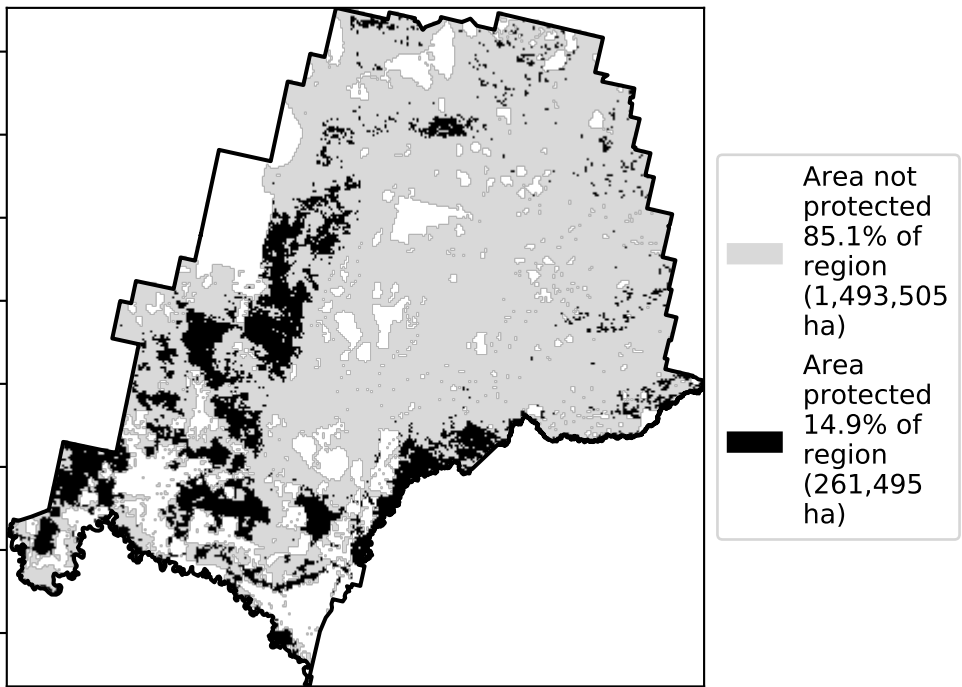 Area not
protected
85.1% of
region
(1,493,505
ha)
Area
protected
14.9% of
region
(261,495
ha)